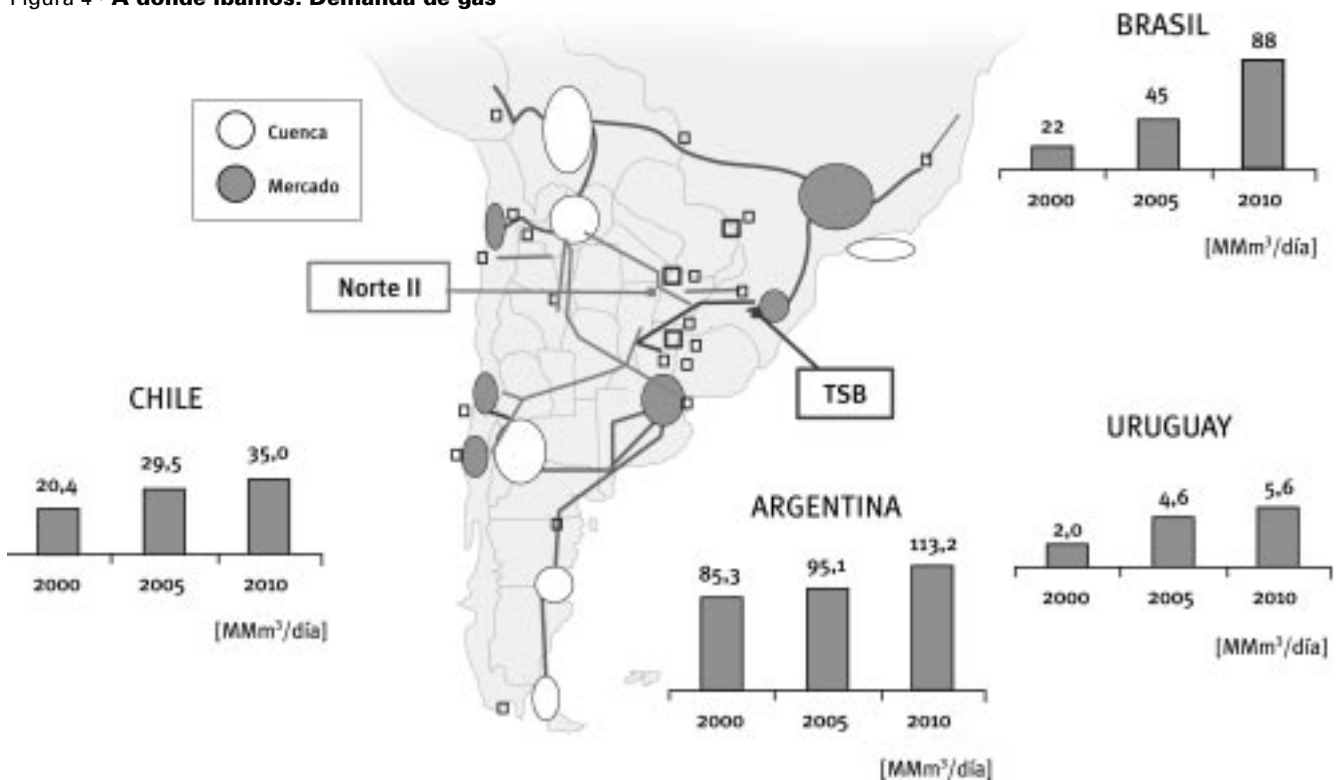 Figura 4 · A dónde íbamos. Demanda de gas
Cuenca
Mercado
Norte II
TSB
BRASIL
22
45
88
2000
2005
2010
[MMm³/día]
CHILE
20,4
29,5
35,0
2000
2005
2010
[MMm³/día]
ARGENTINA
85,3
95,1
113,2
2000
2005
2010
[MMm³/día]
URUGUAY
2,0
4,6
5,6
2000
2005
2010
[MMm³/día]